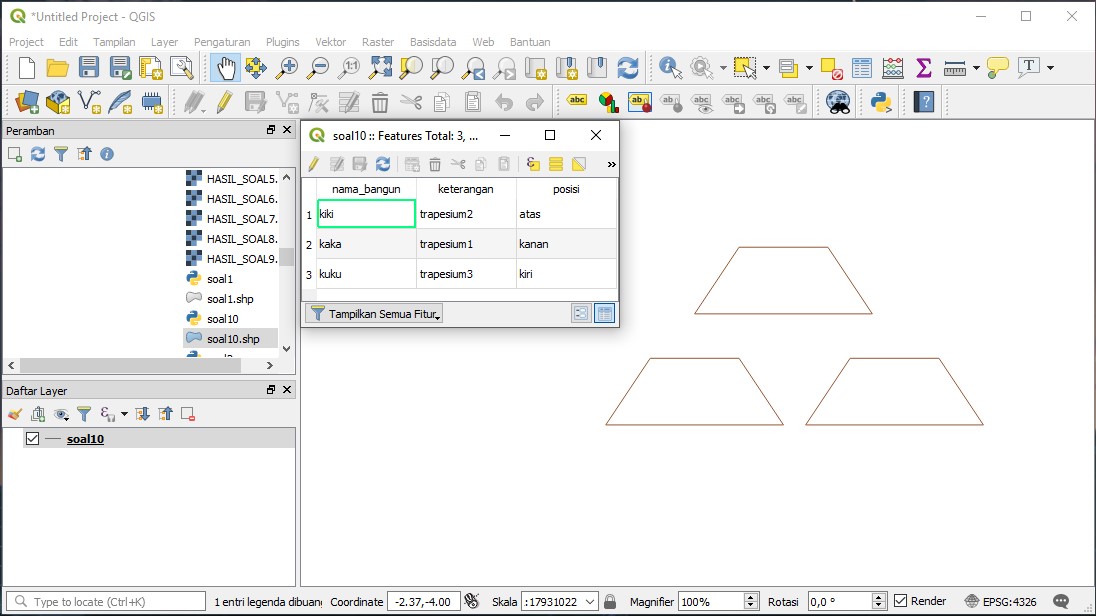 *Untitled Project - QGIS
Project Edit Tampilan Layer Pengaturan Plugins Vektor Raster Basisdata Web Bantuan
Peramban
HASIL_SOAL5.
HASIL_SOAL6.
HASIL_SOAL7.
HASIL_SOAL8.
HASIL_SOAL9.
soal1
soal1.shp
soal10
soal10.shp
soal10 :: Features Total: 3, ...
nama_bangun keterangan posisi
1 kiki trapesium2 atas
2 kaka trapesium1 kanan
3 kuku trapesium3 kiri
Tampilkan Semua Fitur
Daftar Layer
soal10
Type to locate (Ctrl+K) 1 entri legenda dibuang Coordinate -2.37,-4.00 Skala :17931022 Magnifier 100% Rotasi 0,0 ° Render EPSG:4326